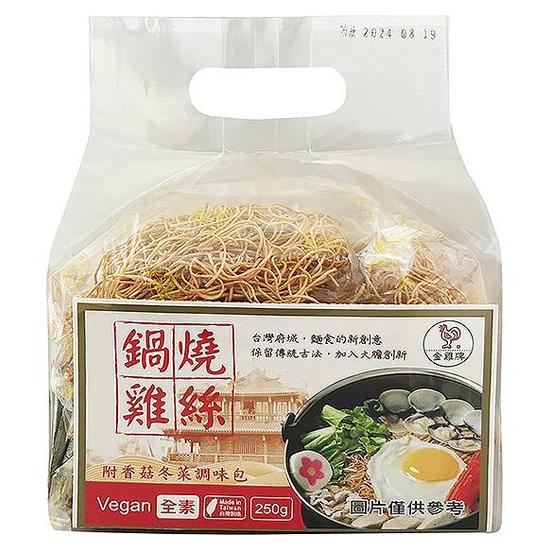 2024 08 19
鍋燒
雞絲
台灣府城，麵食的新創意
保留傳統古法，加入大膽創新
金雞牌
附香菇冬菜調味包
Vegan 全素 Made in Taiwan 台灣製造 250g
圖片僅供參考